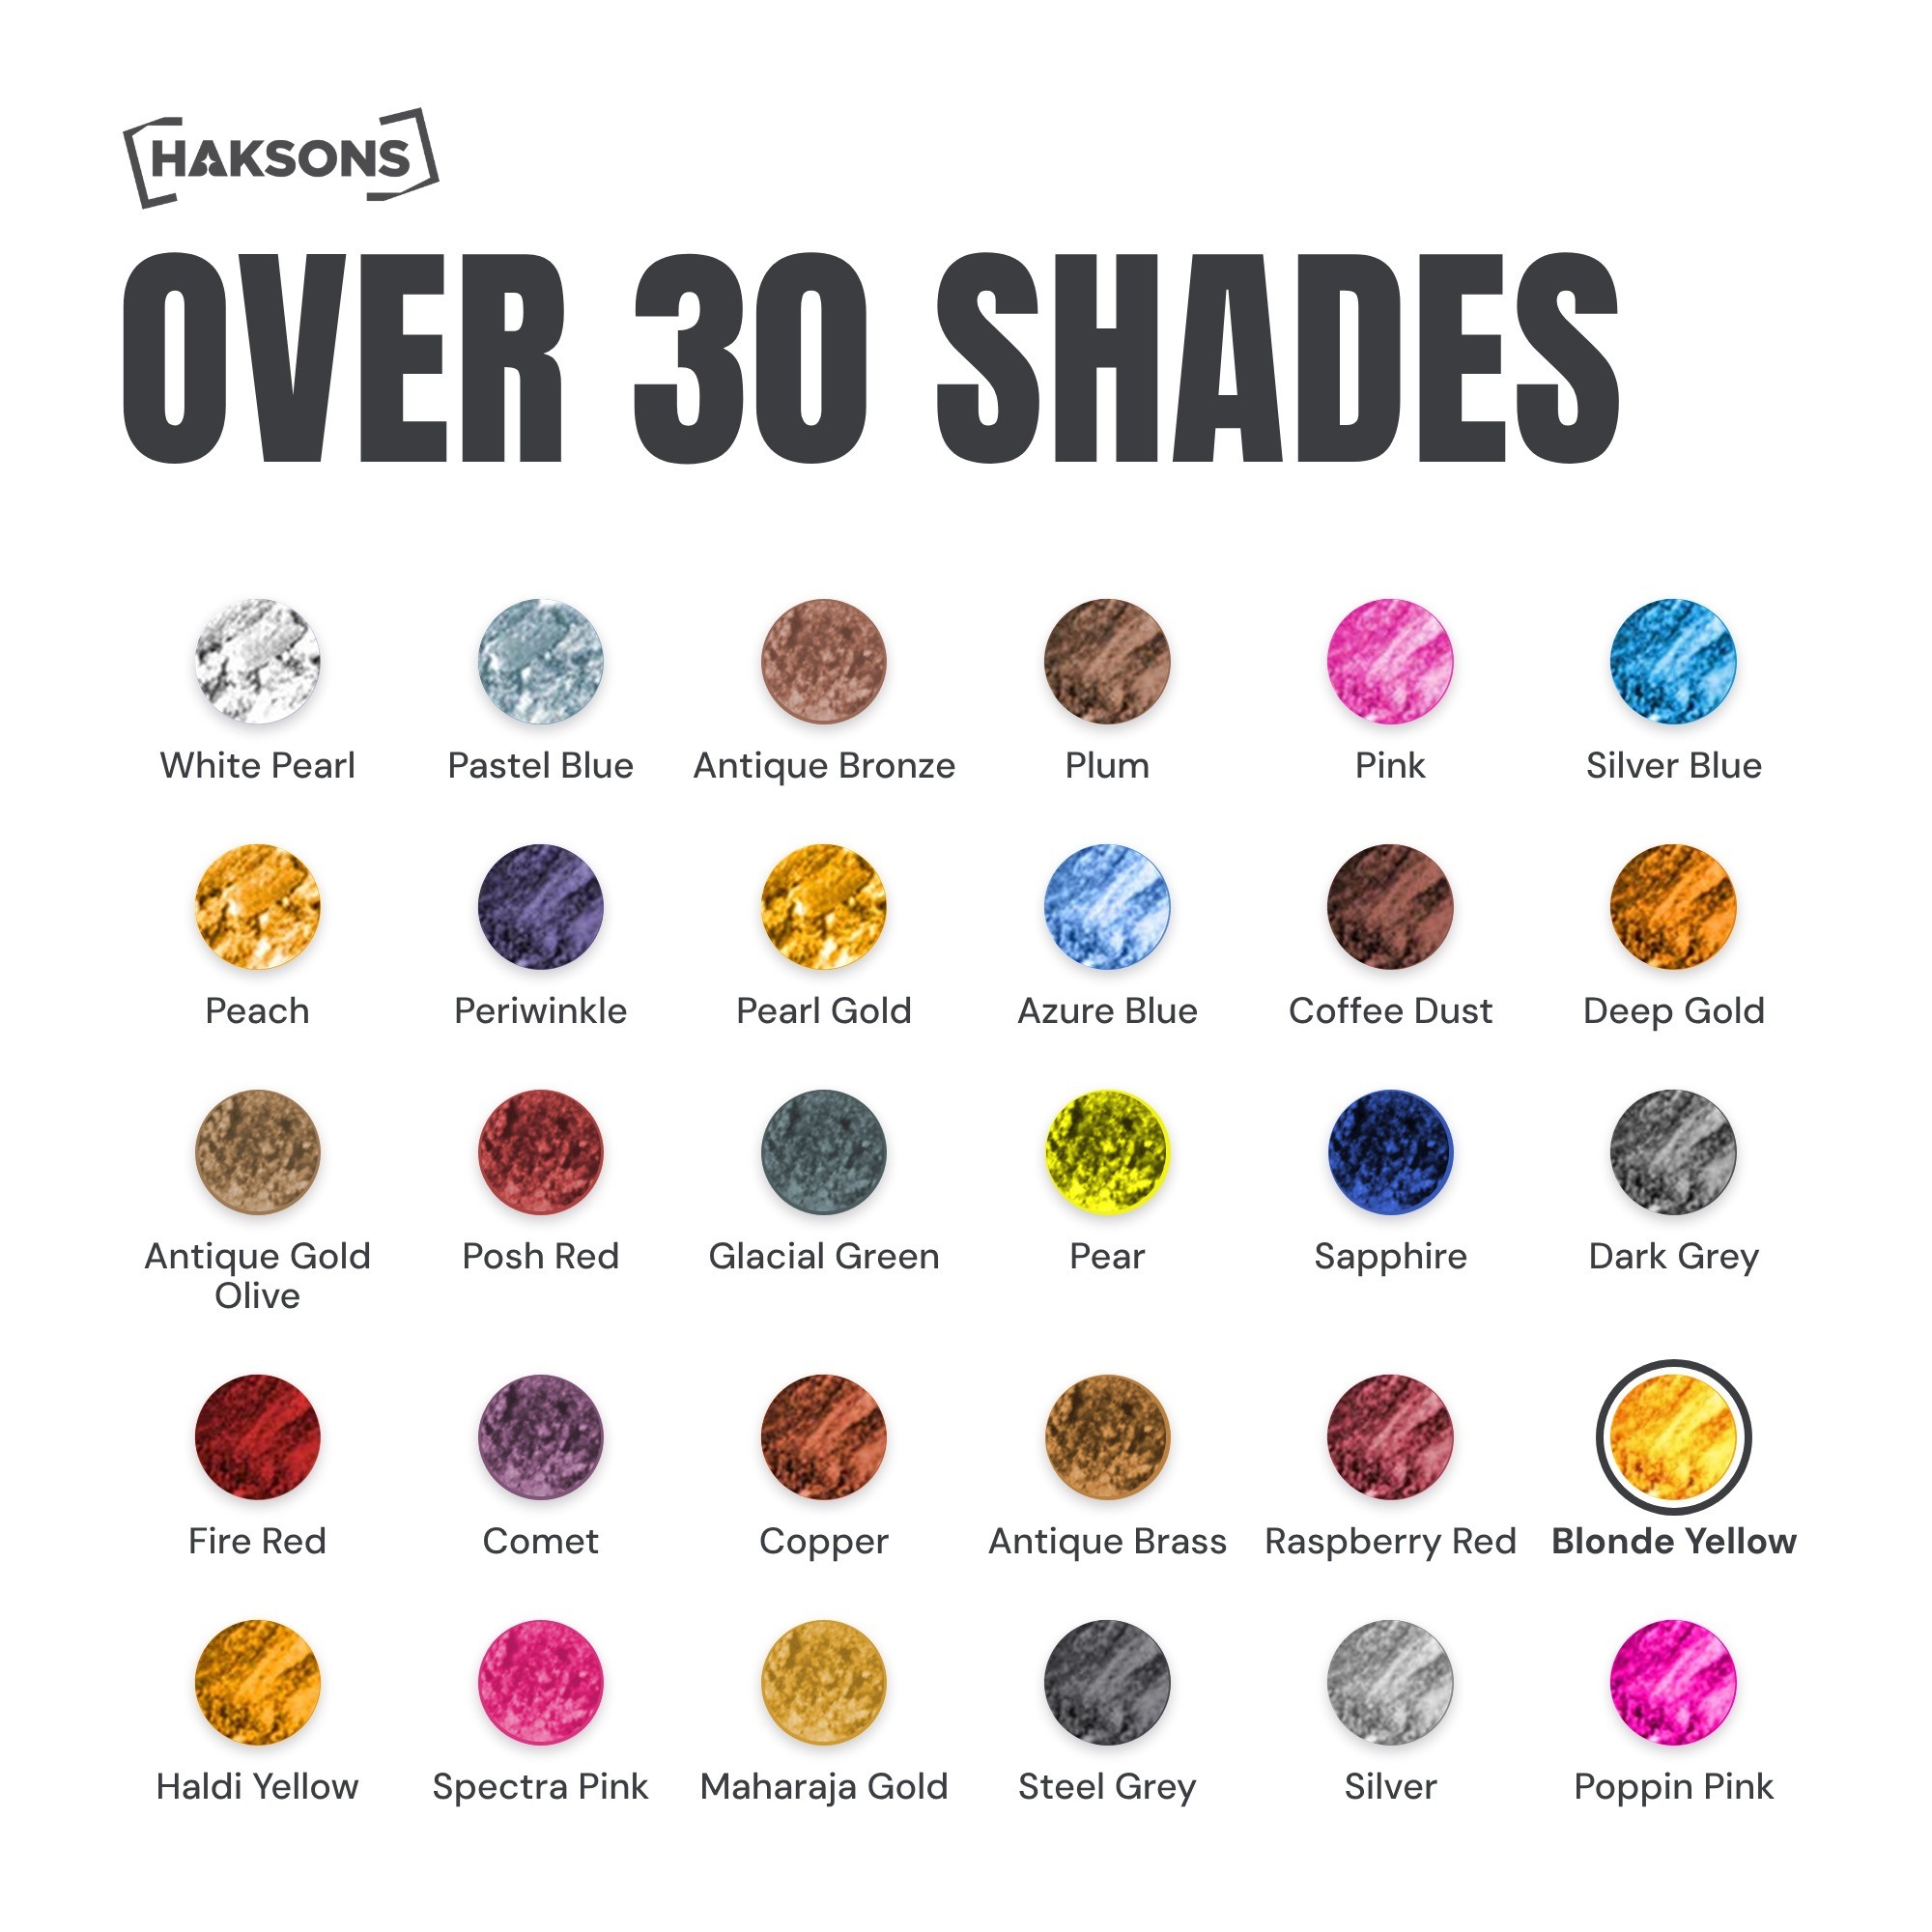 HAKSONS
OVER 30 SHADES
White Pearl
Pastel Blue
Antique Bronze
Plum
Pink
Silver Blue
Peach
Periwinkle
Pearl Gold
Azure Blue
Coffee Dust
Deep Gold
Antique Gold
Olive
Posh Red
Glacial Green
Pear
Sapphire
Dark Grey
Fire Red
Comet
Copper
Antique Brass
Raspberry Red
Blonde Yellow
Haldi Yellow
Spectra Pink
Maharaja Gold
Steel Grey
Silver
Poppin Pink